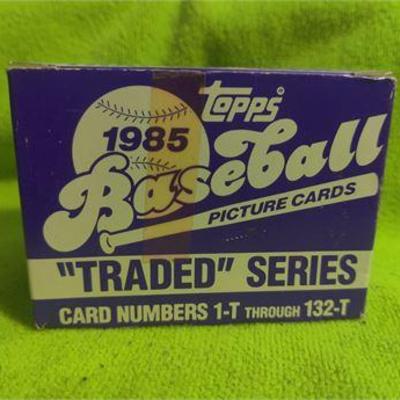 TOPPS®
1985
Baseball
PICTURE CARDS
"TRADED" SERIES
CARD NUMBERS 1-T THROUGH 132-T